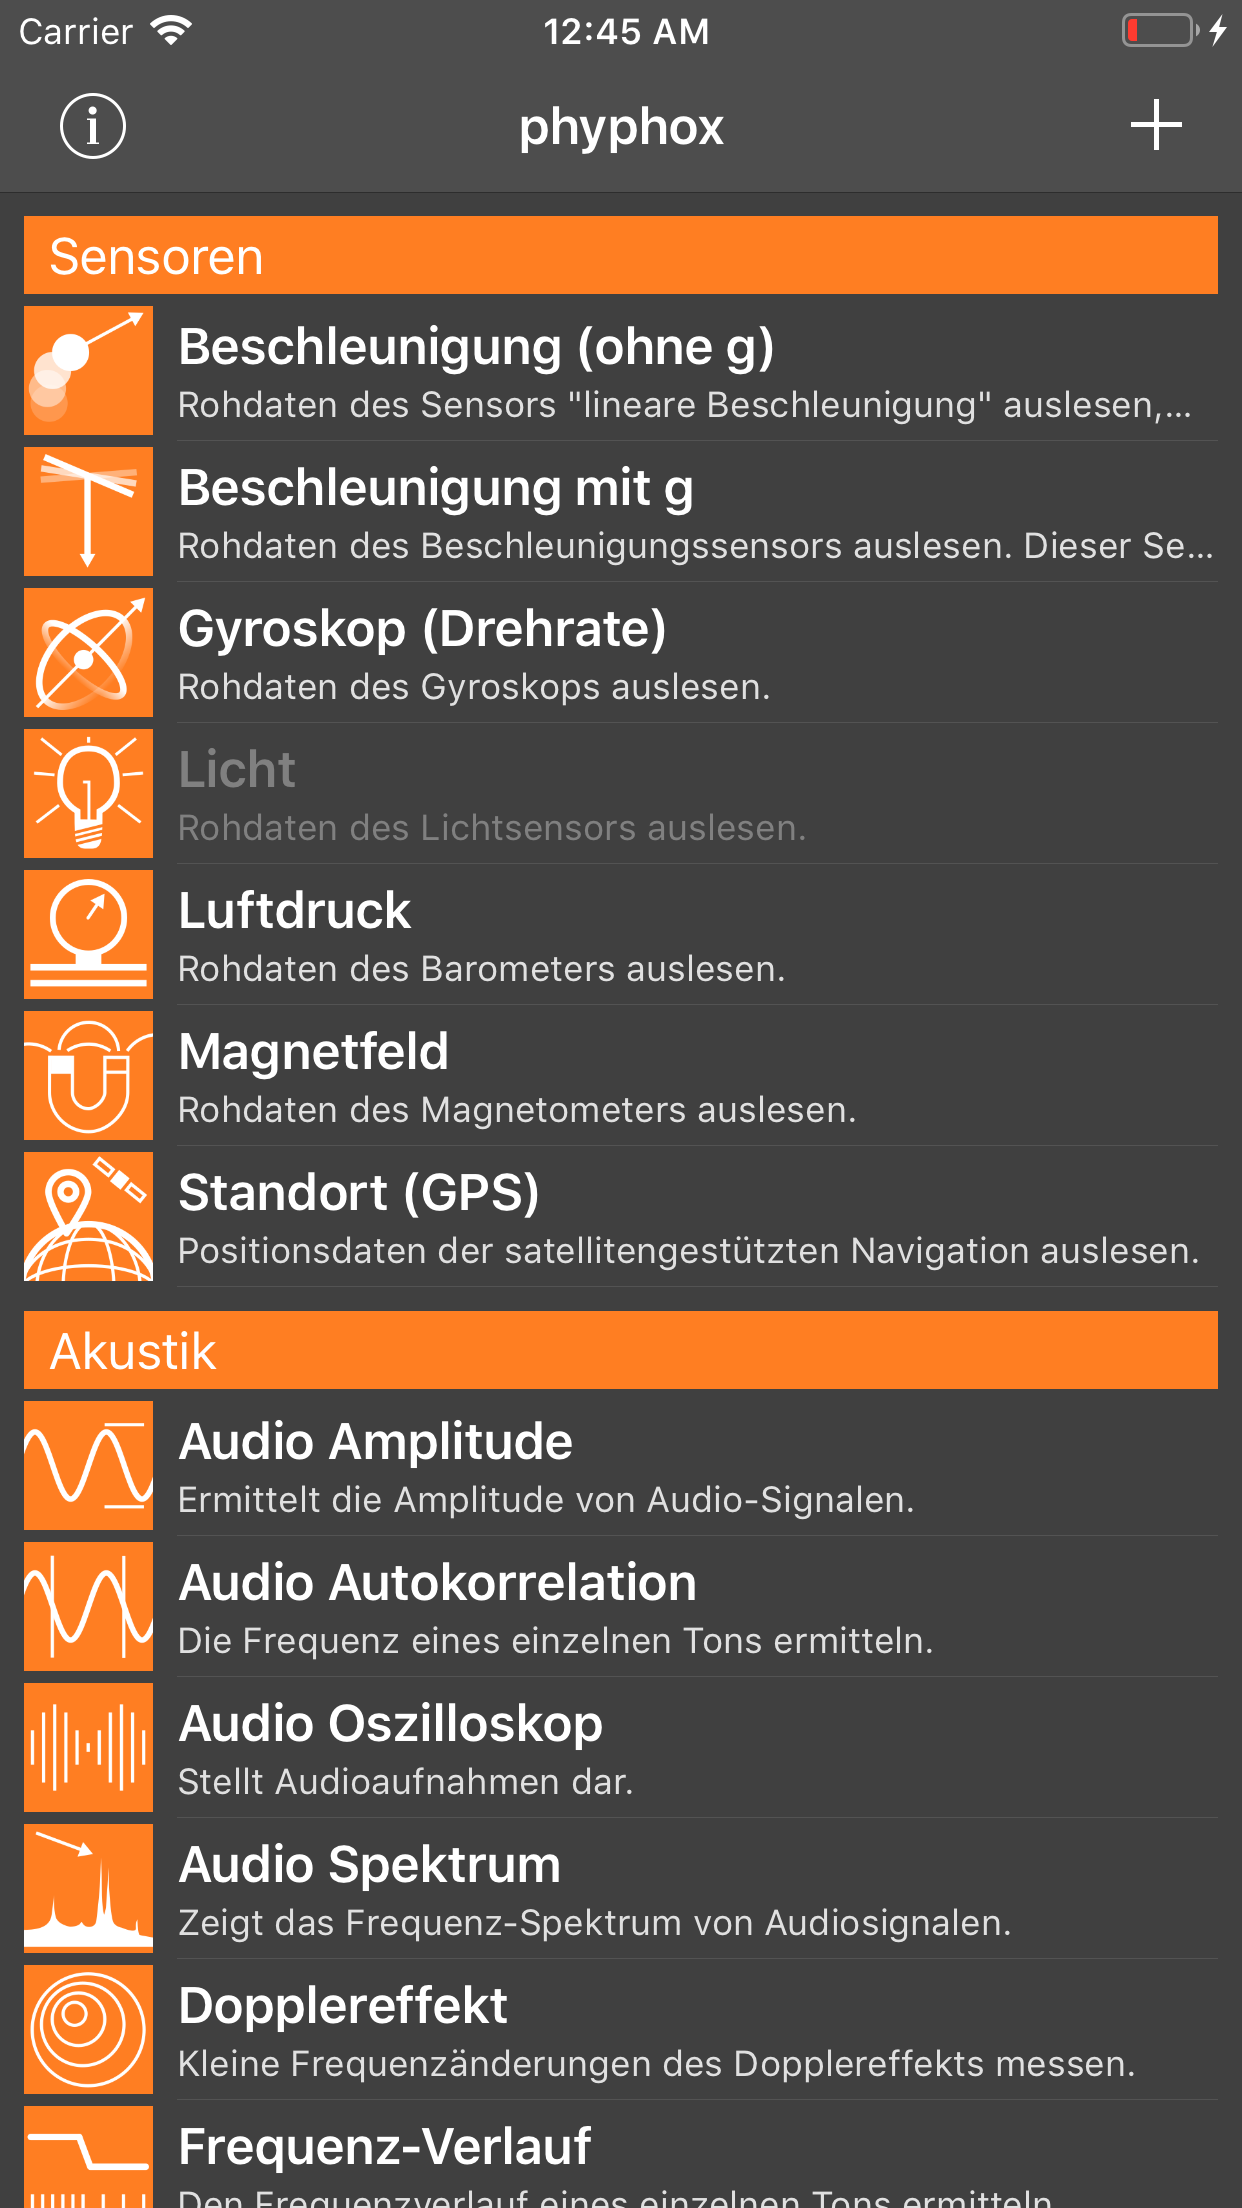 Carrier 12:45 AM
phyphox
Sensoren
Beschleunigung (ohne g)
Rohdaten des Sensors "lineare Beschleunigung" auslesen,...
Beschleunigung mit g
Rohdaten des Beschleunigungssensors auslesen. Dieser Se...
Gyroskop (Drehrate)
Rohdaten des Gyroskops auslesen.
Licht
Rohdaten des Lichtsensors auslesen.
Luftdruck
Rohdaten des Barometers auslesen.
Magnetfeld
Rohdaten des Magnetometers auslesen.
Standort (GPS)
Positionsdaten der satellitengestützten Navigation auslesen.
Akustik
Audio Amplitude
Ermittelt die Amplitude von Audio-Signalen.
Audio Autokorrelation
Die Frequenz eines einzelnen Tons ermitteln.
Audio Oszilloskop
Stellt Audioaufnahmen dar.
Audio Spektrum
Zeigt das Frequenz-Spektrum von Audiosignalen.
Dopplereffekt
Kleine Frequenzänderungen des Dopplereffekts messen.
Frequenz-Verlauf
Den Frequenzverlauf eines einzelnen Tons ermitteln